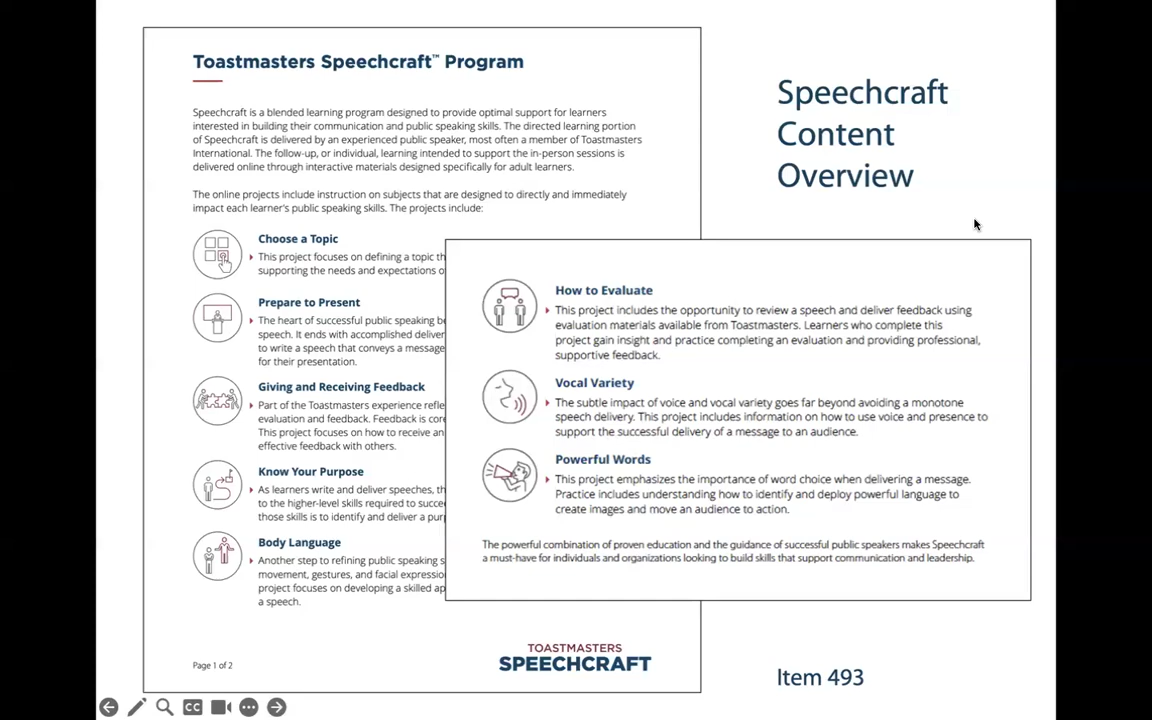 Toastmasters Speechcraft™ Program
Speechcraft is a blended learning program designed to provide optimal support for learners
interested in building their communication and public speaking skills. The directed learning portion
of Speechcraft is delivered by an experienced public speaker, most often a member of Toastmasters
International. The follow-up, or individual, learning intended to support the in-person sessions is
delivered online through interactive materials designed specifically for adult learners.
The online projects include instruction on subjects that are designed to directly and immediately
impact each learner's public speaking skills. The projects include:
Choose a Topic
This project focuses on defining a topic th
supporting the needs and expectations o
Prepare to Present
The heart of successful public speaking be
speech. It ends with accomplished deliver
to write a speech that conveys a message
for their presentation.
Giving and Receiving Feedback
Part of the Toastmasters experience refle
evaluation and feedback. Feedback is core
This project focuses on how to receive an
effective feedback with others.
Know Your Purpose
As learners write and deliver speeches, th
to the higher-level skills required to succe
those skills is to identify and deliver a pur
Body Language
Another step to refining public speaking s
movement, gestures, and facial expressio
project focuses on developing a skilled ap
a speech.
Page 1 of 2
TOASTMASTERS
SPEECHCRAFT
How to Evaluate
This project includes the opportunity to review a speech and deliver feedback using
evaluation materials available from Toastmasters. Learners who complete this
project gain insight and practice completing an evaluation and providing professional,
supportive feedback.
Vocal Variety
The subtle impact of voice and vocal variety goes far beyond avoiding a monotone
speech delivery. This project includes information on how to use voice and presence to
support the successful delivery of a message to an audience.
Powerful Words
This project emphasizes the importance of word choice when delivering a message.
Practice includes understanding how to identify and deploy powerful language to
create images and move an audience to action.
The powerful combination of proven education and the guidance of successful public speakers makes Speechcraft
a must-have for individuals and organizations looking to build skills that support communication and leadership.
Speechcraft
Content
Overview
Item 493
CC